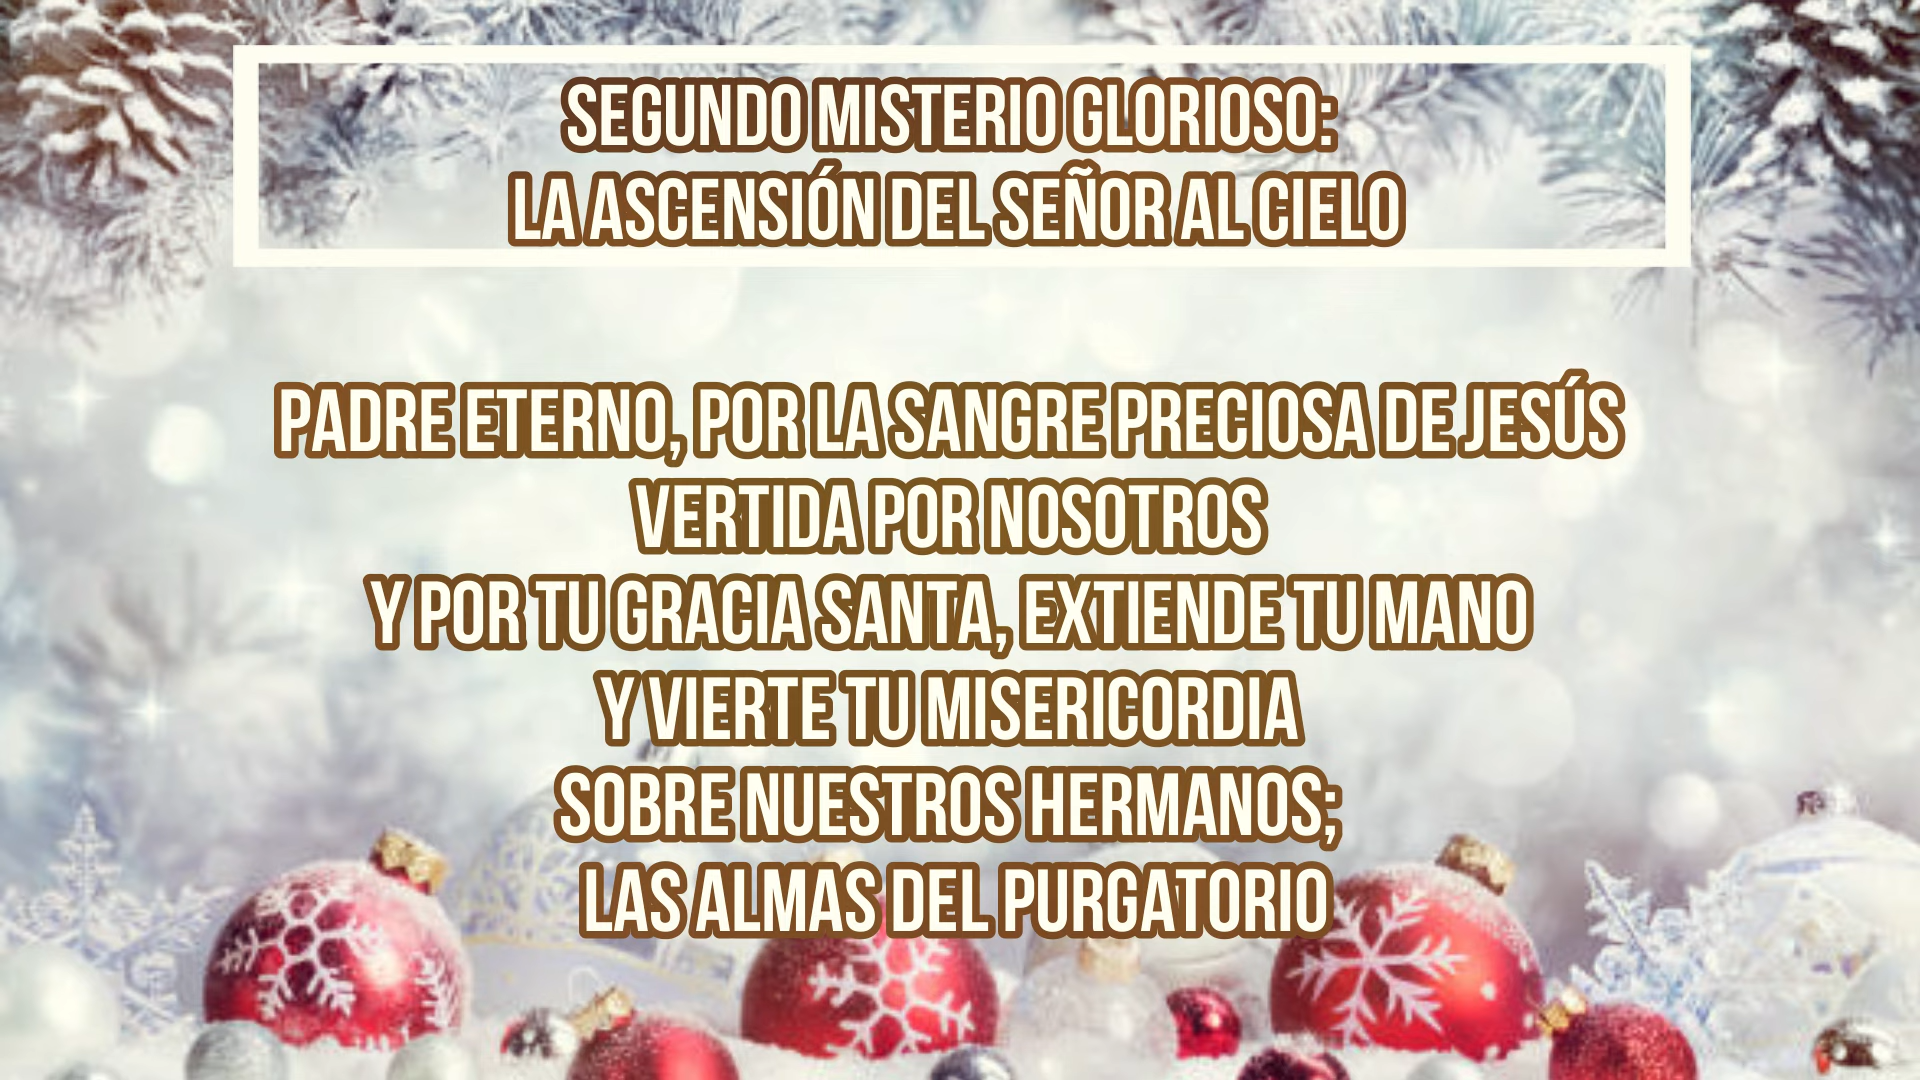 SEGUNDO MISTERIO GLORIOSO:
LA ASCENSIÓN DEL SEÑOR AL CIELO
PADRE ETERNO, POR LA SANGRE PRECIOSA DE JESÚS
VERTIDA POR NOSOTROS
Y POR TU GRACIA SANTA, EXTIENDE TU MANO
Y VIERTE TU MISERICORDIA
SOBRE NUESTROS HERMANOS;
LAS ALMAS DEL PURGATORIO